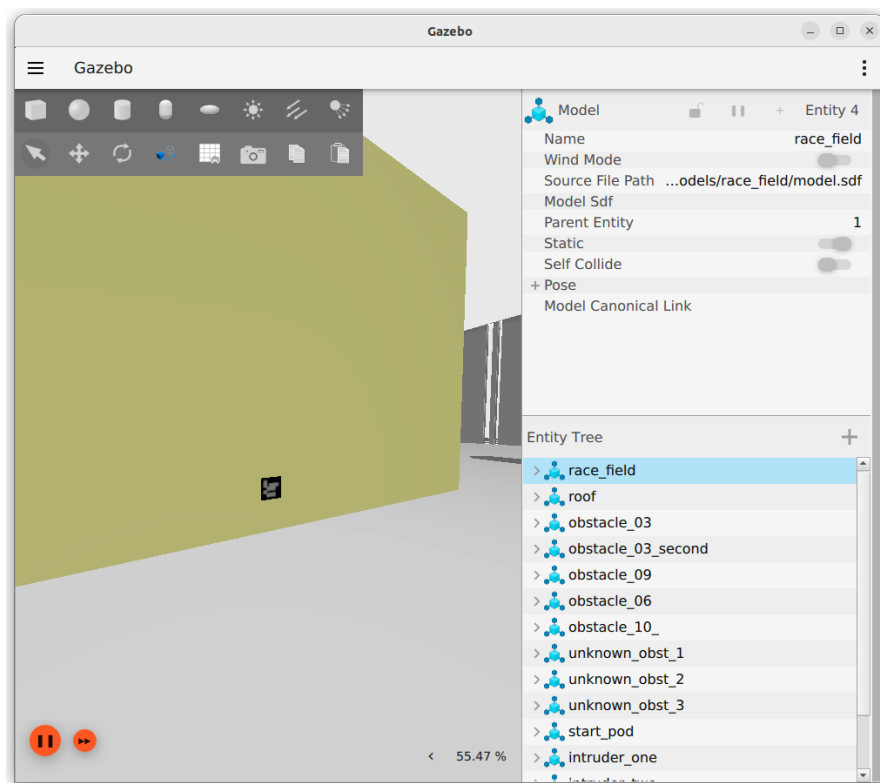 Gazebo
Gazebo
Model
Entity 4
Name race_field
Wind Mode
Source File Path ...odels/race_field/model.sdf
Model Sdf
Parent Entity 1
Static
Self Collide
Pose
Model Canonical Link
Entity Tree
race_field
roof
obstacle_03
obstacle_03_second
obstacle_09
obstacle_06
obstacle_10_
unknown_obst_1
unknown_obst_2
unknown_obst_3
start_pod
intruder_one
55.47 %